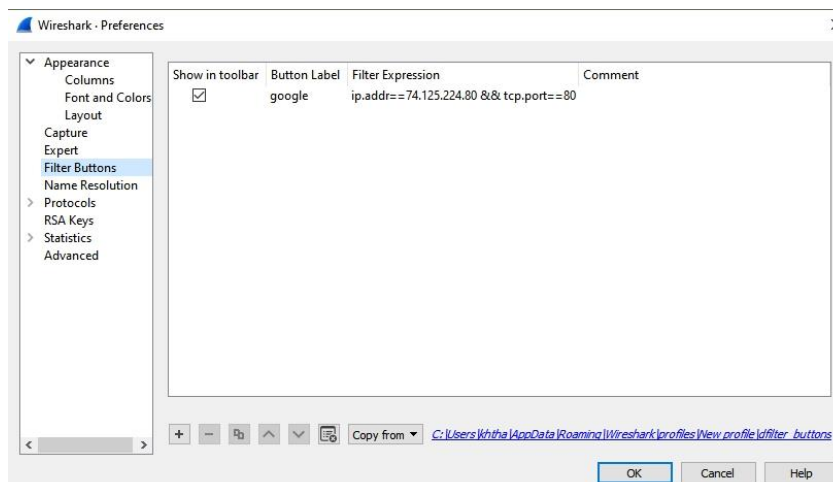 Wireshark · Preferences
Appearance
Columns
Font and Colors
Layout
Capture
Expert
Filter Buttons
Name Resolution
Protocols
RSA Keys
Statistics
Advanced
Show in toolbar Button Label Filter Expression Comment
google ip.addr==74.125.224.80 && tcp.port==80
Copy from C:\Users\khtha\AppData\Roaming\Wireshark\profiles\New profile\dfilter_buttons
OK Cancel Help